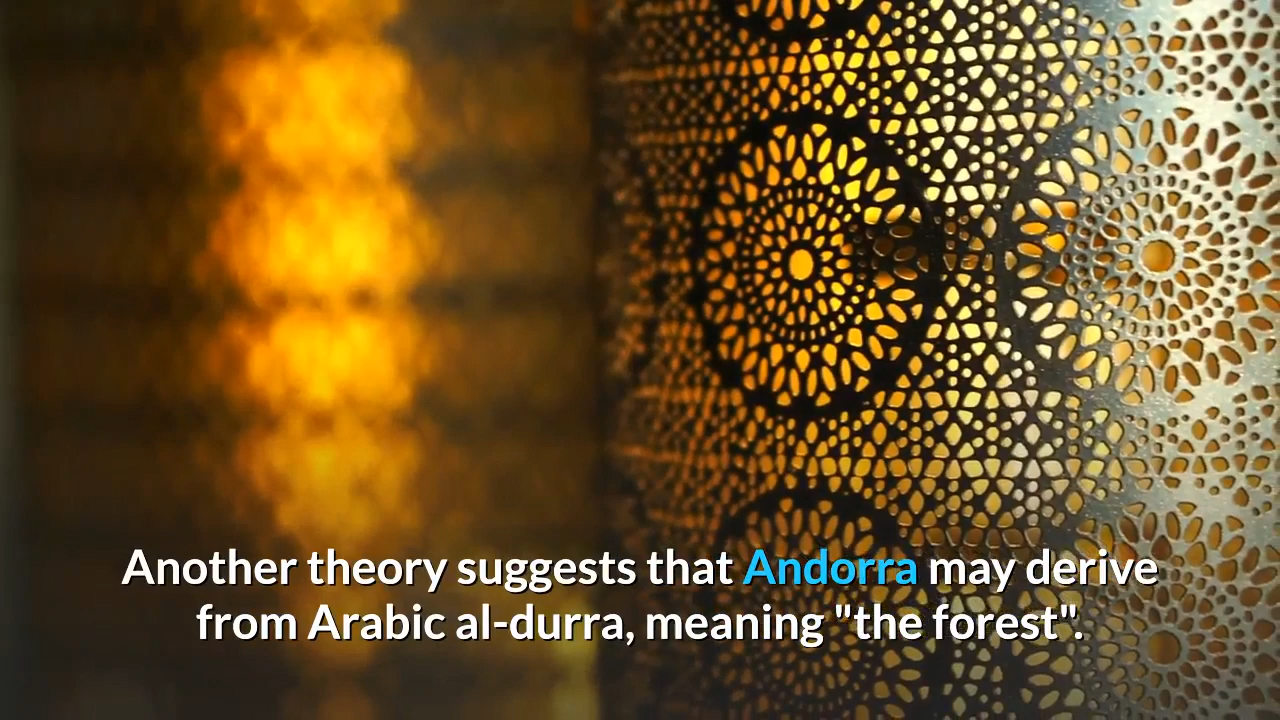 Another theory suggests that Andorra may derive
from Arabic al-durra, meaning "the forest".